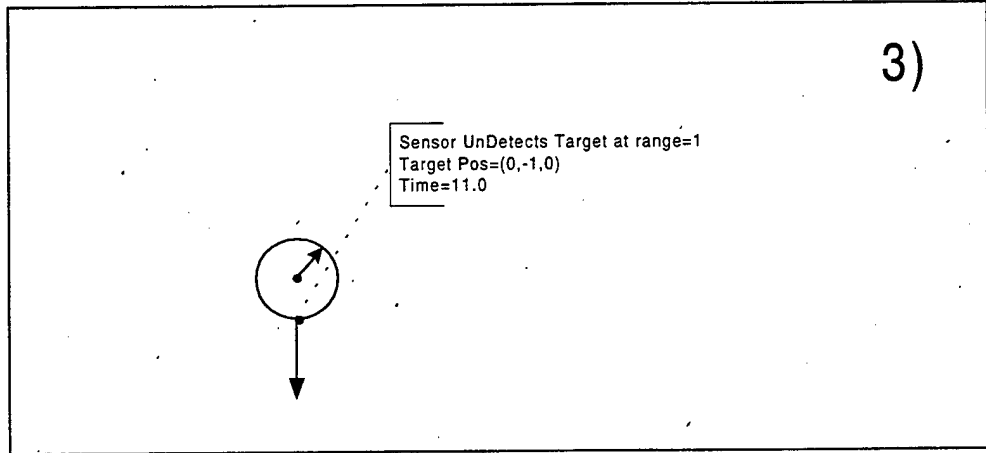 3)
Sensor UnDetects Target at range=1
Target Pos=(0,-1,0)
Time=11.0